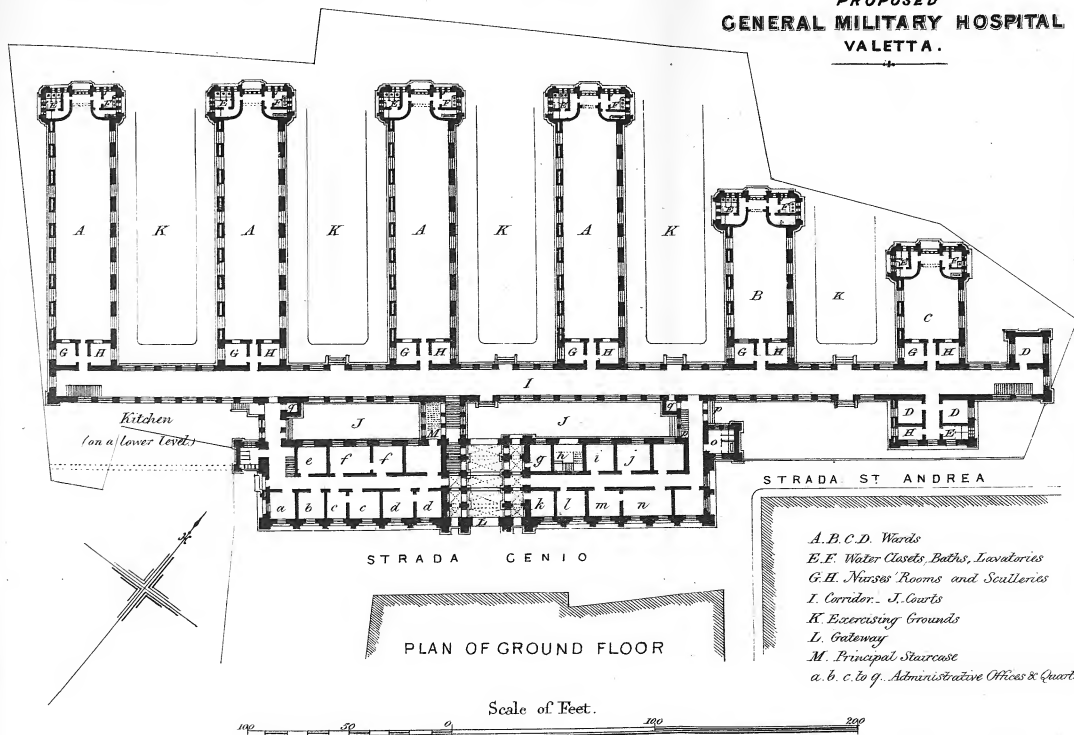 PROPOSED
GENERAL MILITARY HOSPITAL
VALETTA.
E F E F E F E F
E F
E F
A K A K A K A K B K C
G H G H G H G H G H G H D
I
Kitchen
(on a lower level)
q J M J q p D D
H E
e f f g h i j o
a b c c d d L k l m n
STRADA ST ANDREA
STRADA GENIO
N
PLAN OF GROUND FLOOR
A. B. C. D. Wards
E. F. Water Closets, Baths, Lavatories
G. H. Nurses' Rooms and Sculleries
I. Corridor. J. Courts
K. Exercising Grounds
L. Gateway
M. Principal Staircase
a. b. c. to q. Administrative Offices & Quart
Scale of Feet.
100 50 0 100 200